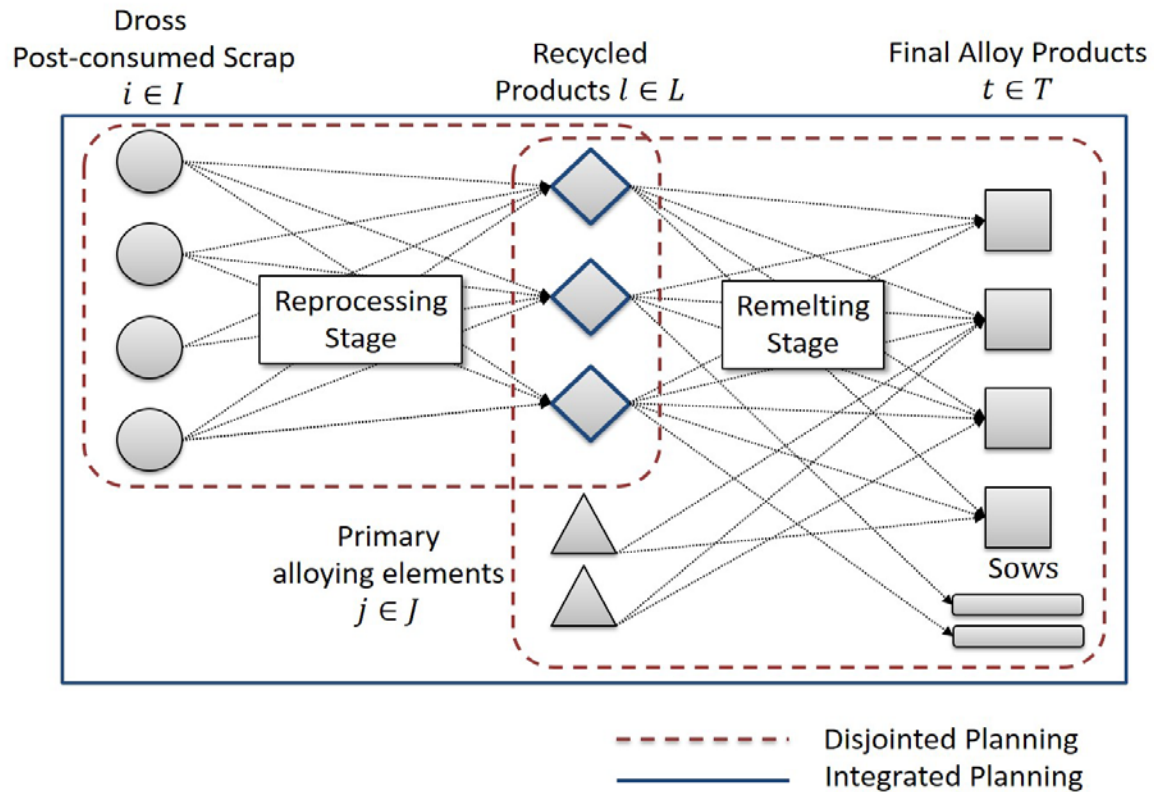 Dross
Post-consumed Scrap
i ∈ I
Recycled
Products l ∈ L
Final Alloy Products
t ∈ T
Reprocessing
Stage
Remelting
Stage
Primary
alloying elements
j ∈ J
Sows
Disjointed Planning
Integrated Planning